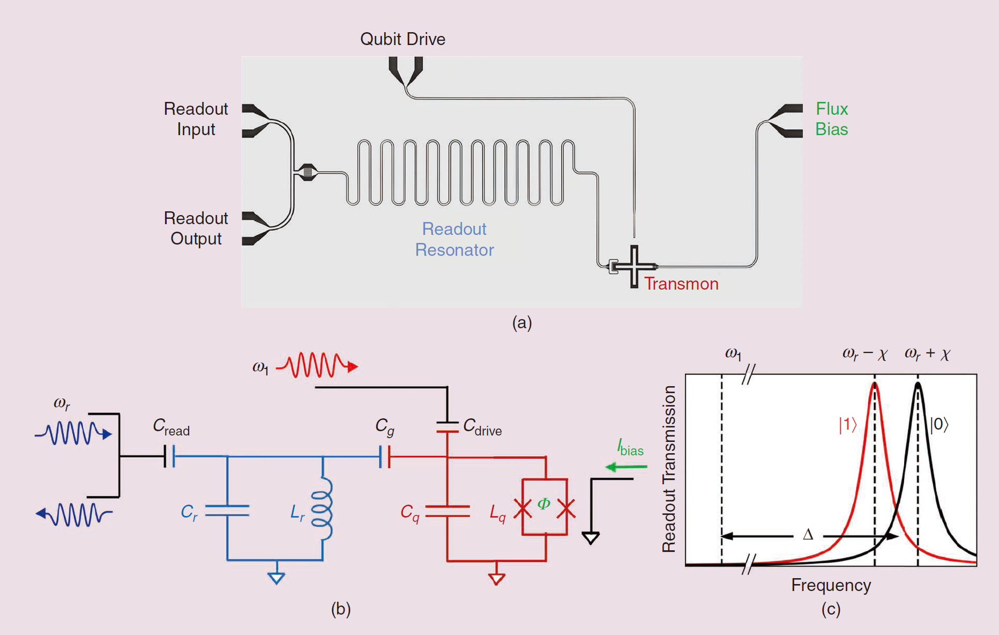 Qubit Drive
Readout
Input
Flux
Bias
Readout
Output
Readout
Resonator
Transmon
(a)
ω1
ωr
Cread
Cg
Cdrive
Ibias
Cr
Lr
Cq
Lq
Φ
(b)
ω1
ωr − χ
ωr + χ
Readout Transmission
|1⟩
|0⟩
Δ
Frequency
(c)